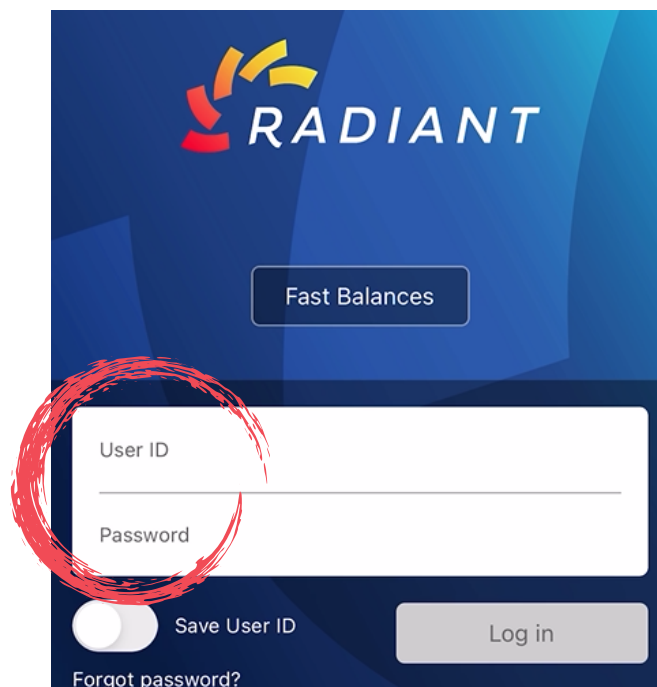 RADIANT
Fast Balances
User ID
Password
Save User ID
Log in
Forgot password?